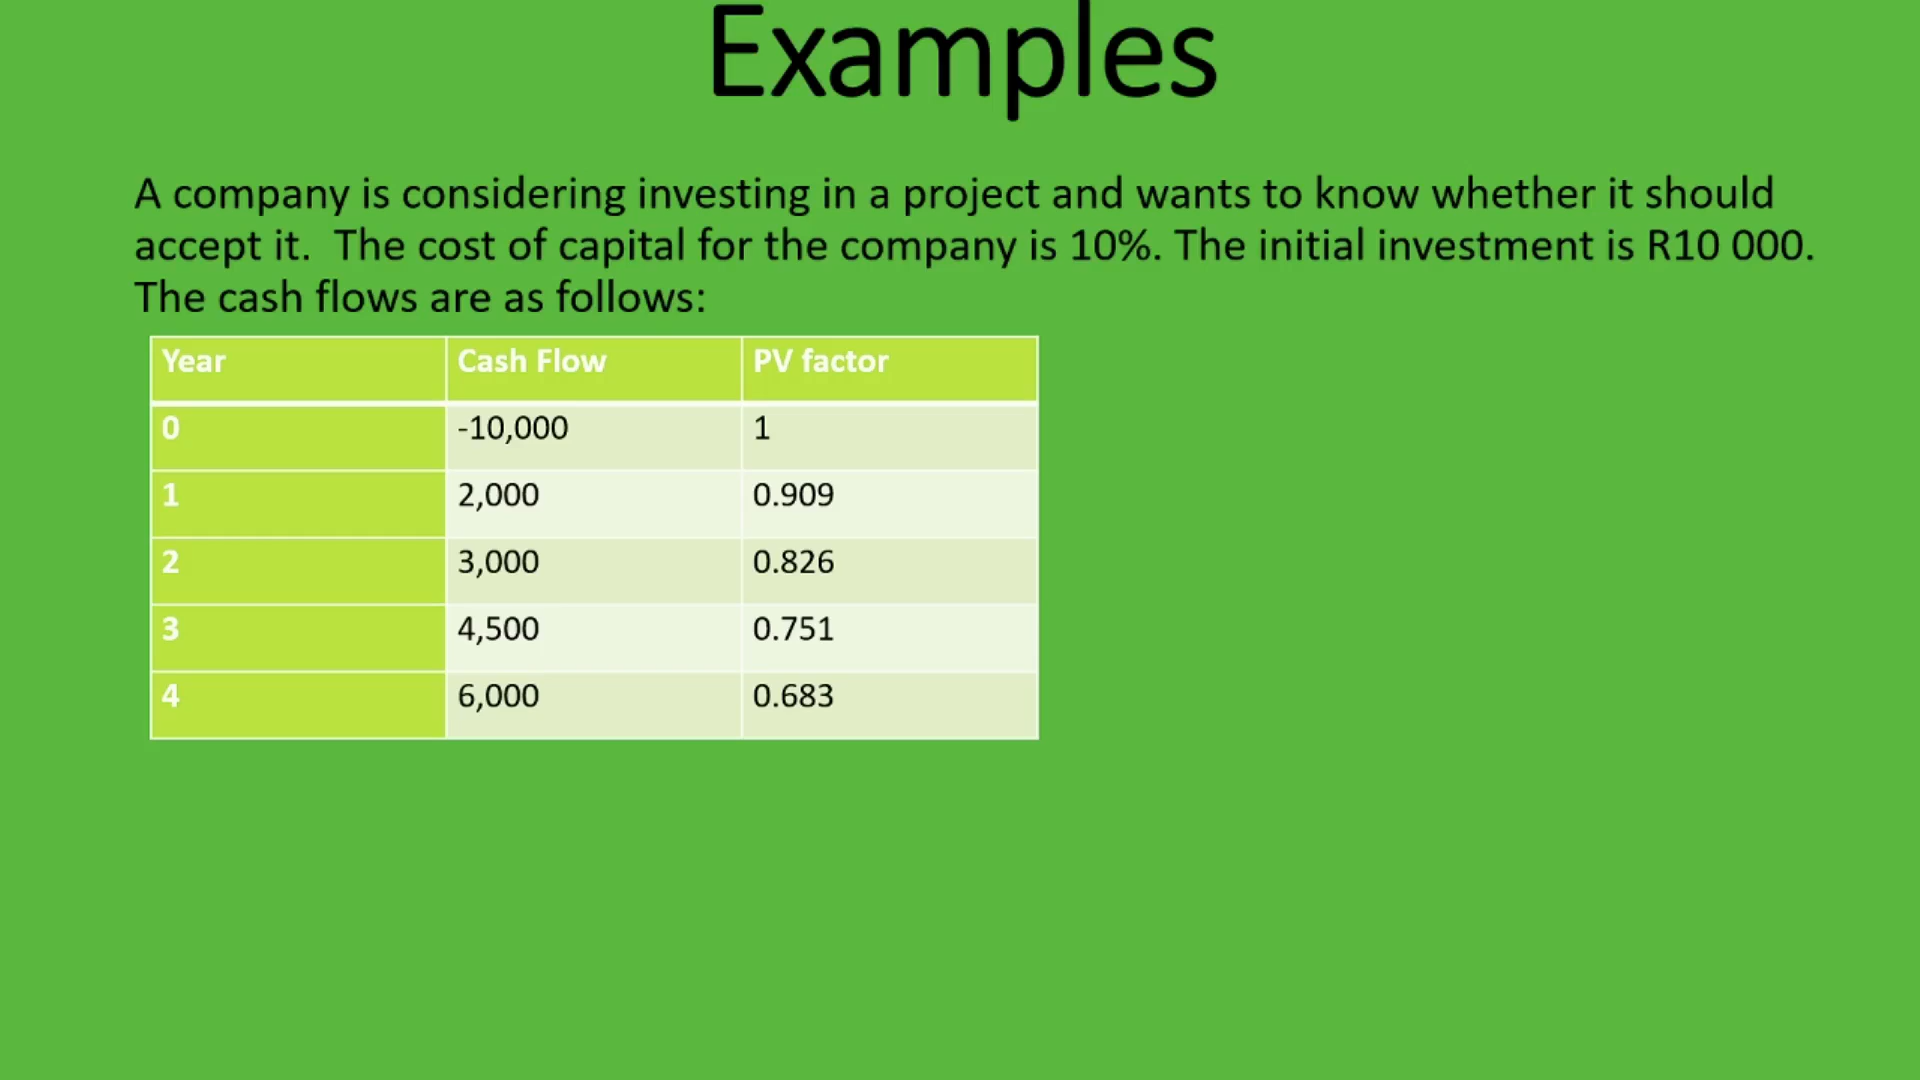 Examples
A company is considering investing in a project and wants to know whether it should
accept it.  The cost of capital for the company is 10%. The initial investment is R10 000.
The cash flows are as follows:
Year Cash Flow PV factor
0 -10,000 1
1 2,000 0.909
2 3,000 0.826
3 4,500 0.751
4 6,000 0.683